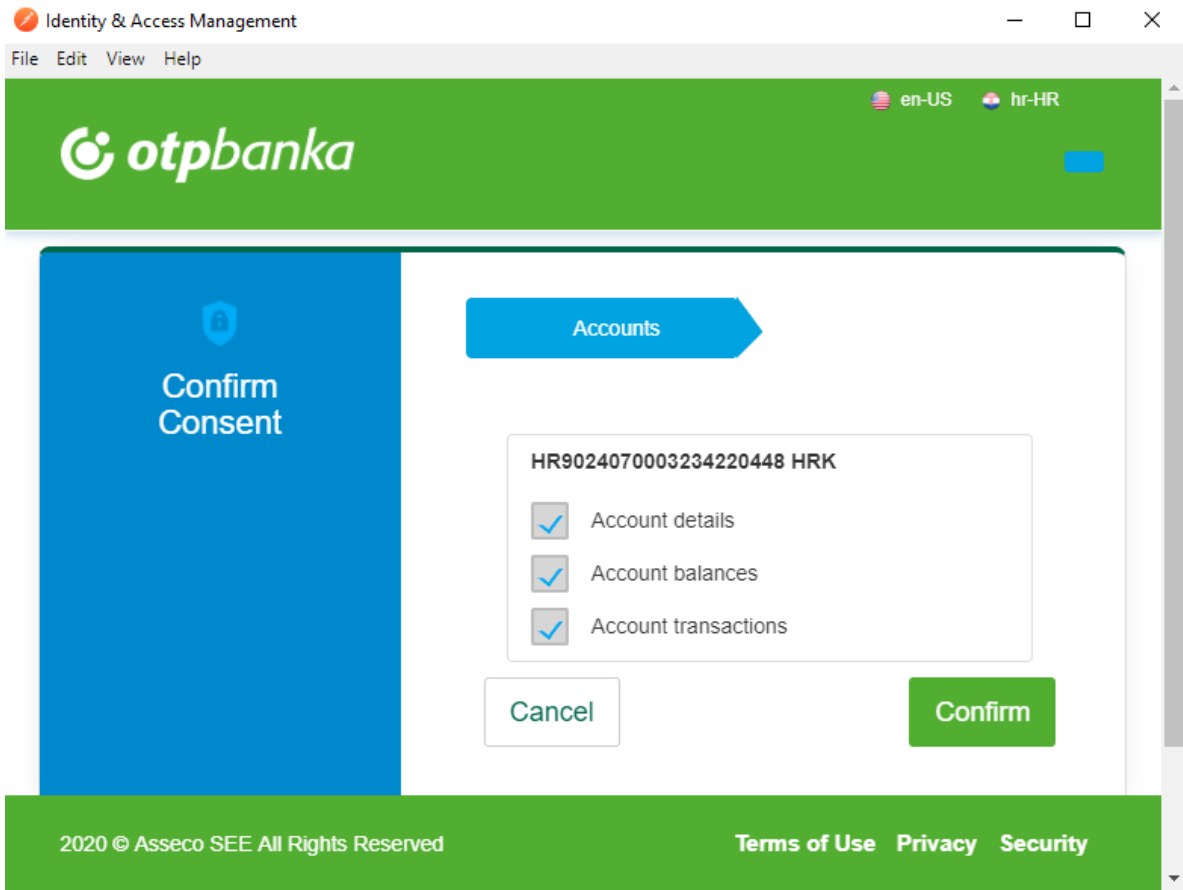 Identity & Access Management
File Edit View Help
en-US hr-HR
otpbanka
Confirm
Consent
Accounts
HR9024070003234220448 HRK
Account details
Account balances
Account transactions
Cancel Confirm
2020 © Asseco SEE All Rights Reserved Terms of Use Privacy Security